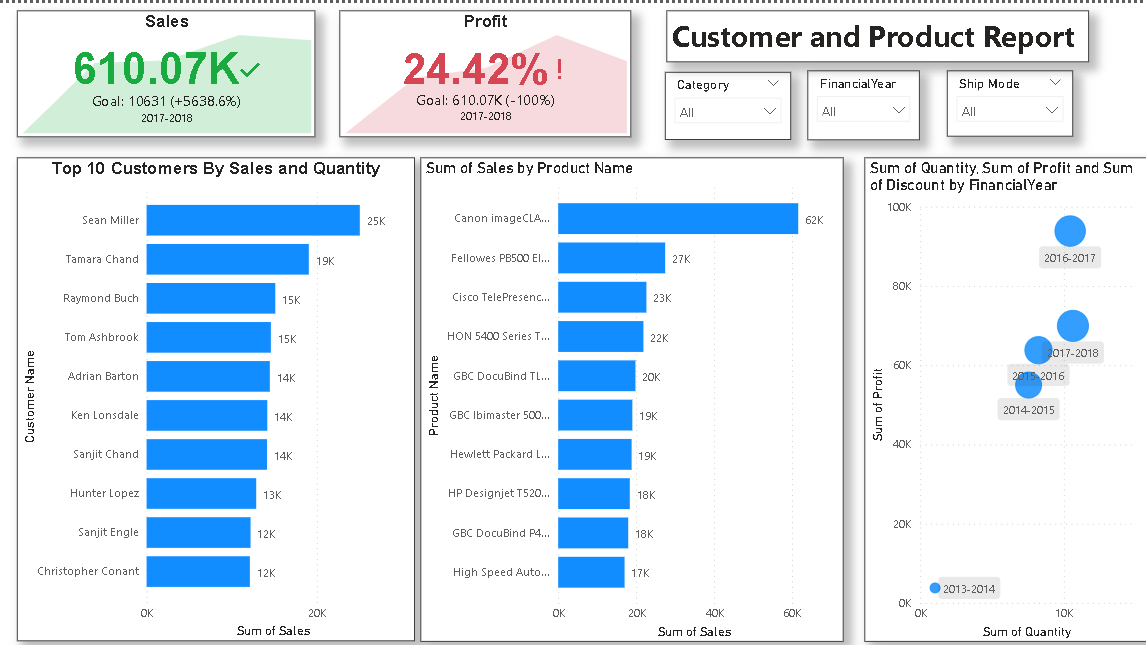 Sales
610.07K
Goal: 10631 (+5638.6%)
2017-2018
Profit
24.42%!
Goal: 610.07K (-100%)
2017-2018
Customer and Product Report
Category
All
FinancialYear
All
Ship Mode
All
Top 10 Customers By Sales and Quantity
Customer Name
Sean Miller
25K
Tamara Chand
19K
Raymond Buch
15K
Tom Ashbrook
15K
Adrian Barton
14K
Ken Lonsdale
14K
Sanjit Chand
14K
Hunter Lopez
13K
Sanjit Engle
12K
Christopher Conant
12K
0K
20K
Sum of Sales
Sum of Sales by Product Name
Product Name
Canon imageCLA...
62K
Fellowes PB500 El...
27K
Cisco TelePresenc...
23K
HON 5400 Series T...
22K
GBC DocuBind TL...
20K
GBC Ibimaster 500...
19K
Hewlett Packard L...
19K
HP Designjet T520...
18K
GBC DocuBind P4...
18K
High Speed Auto...
17K
0K
20K
40K
60K
Sum of Sales
Sum of Quantity, Sum of Profit and Sum
of Discount by FinancialYear
Sum of Profit
100K
80K
60K
40K
20K
0K
2016-2017
2017-2018
2015-2016
2014-2015
2013-2014
0K
10K
Sum of Quantity